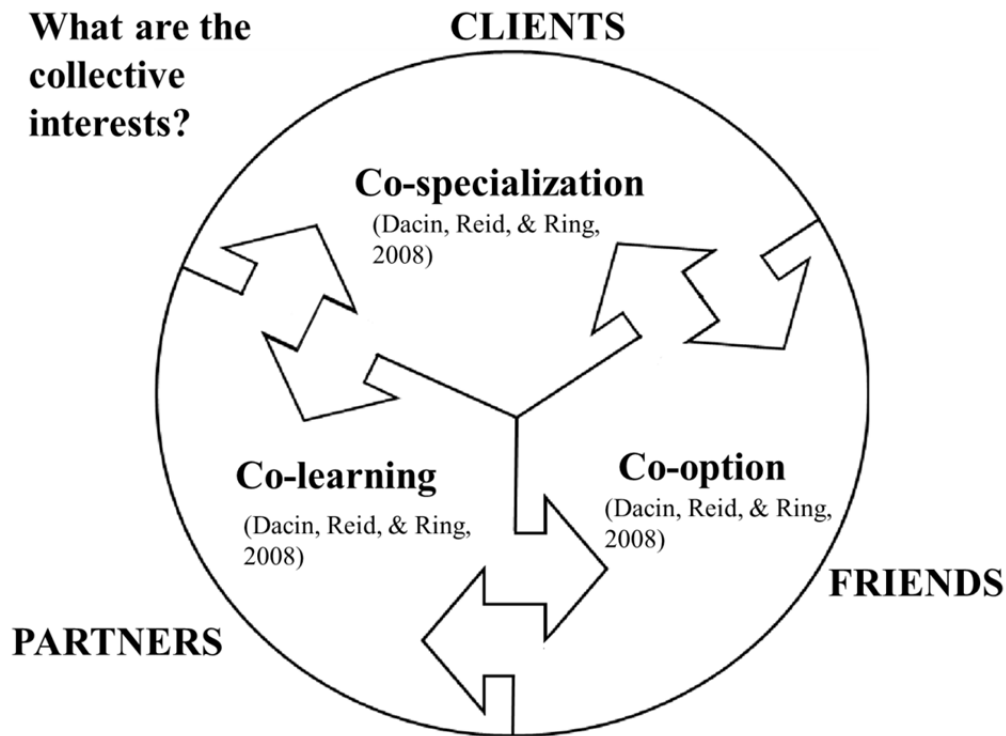 What are the
collective
interests?
CLIENTS
Co-specialization
(Dacin, Reid, & Ring,
2008)
Co-learning
(Dacin, Reid, & Ring,
2008)
Co-option
(Dacin, Reid, & Ring,
2008)
FRIENDS
PARTNERS